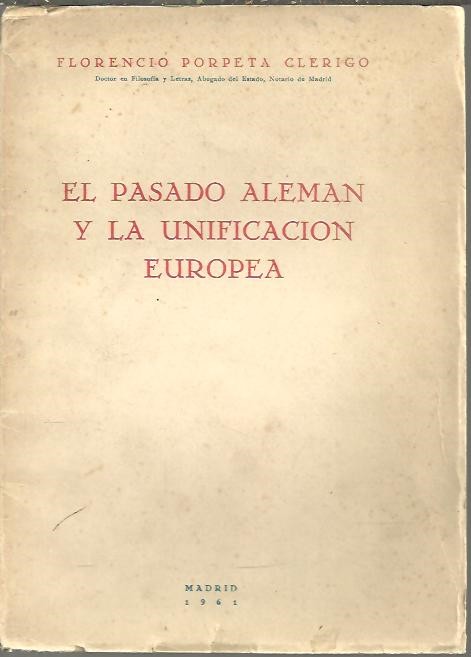 FLORENCIO PORPETA CLERIGO
Doctor en Filosofía y Letras, Abogado del Estado, Notario de Madrid
EL PASADO ALEMAN
Y LA UNIFICACION
EUROPEA
MADRID
1961